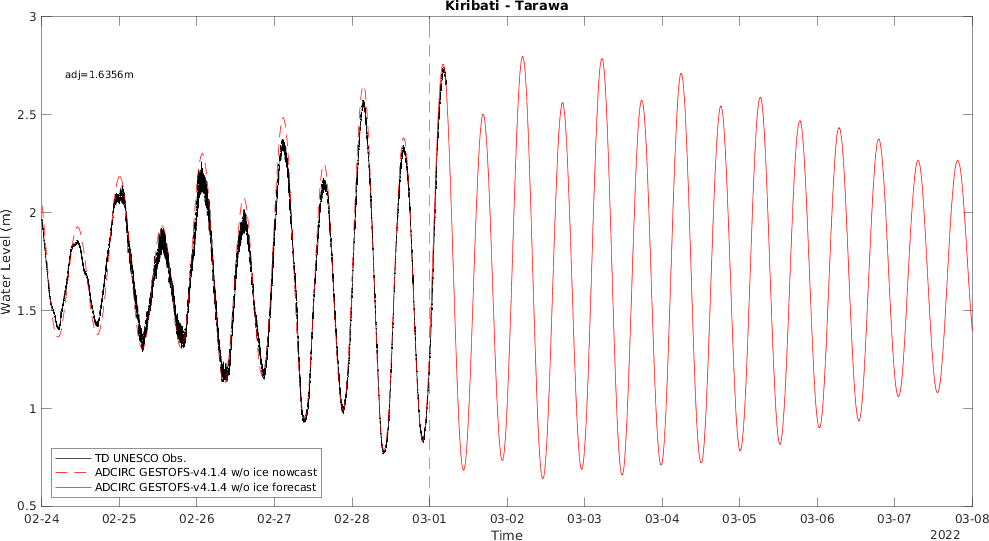 Kiribati - Tarawa
3
adj=1.6356m
2.5
2
Water Level (m)
1.5
1
TD UNESCO Obs.
ADCIRC GESTOFS-v4.1.4 w/o ice nowcast
ADCIRC GESTOFS-v4.1.4 w/o ice forecast
0.5
02-24 02-25 02-26 02-27 02-28 03-01 03-02 03-03 03-04 03-05 03-06 03-07 03-08
Time
2022